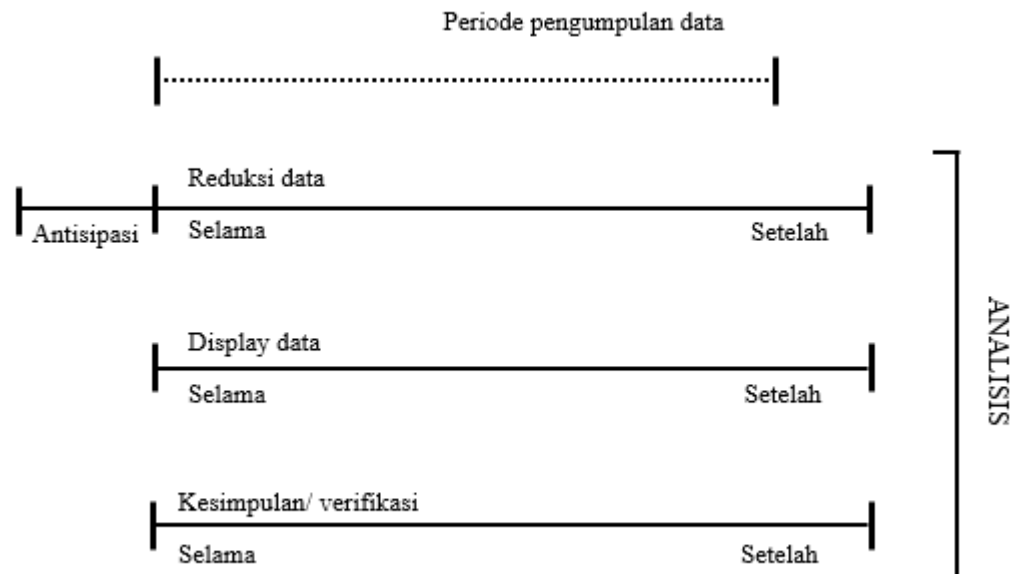 Periode pengumpulan data
Reduksi data
Antisipasi
Selama
Setelah
Display data
Selama
Setelah
ANALISIS
Kesimpulan/ verifikasi
Selama
Setelah